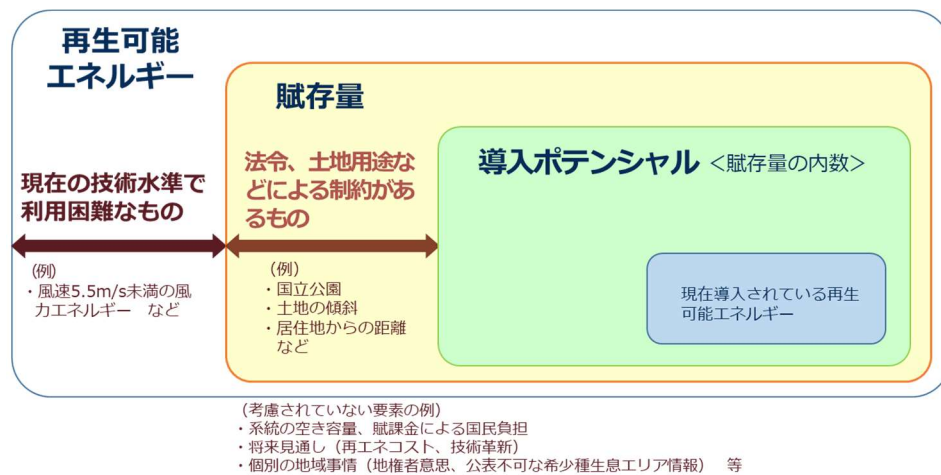 再生可能
エネルギー
賦存量
法令、土地用途な
どによる制約があ
るもの
導入ポテンシャル <賦存量の内数>
現在の技術水準で
利用困難なもの
（例）
・風速5.5m/s未満の風
力エネルギー　など
（例）
・国立公園
・土地の傾斜
・居住地からの距離
など
現在導入されている再生
可能エネルギー
（考慮されていない要素の例）
・系統の空き容量、賦課金による国民負担
・将来見通し（再エネコスト、技術革新）
・個別の地域事情（地権者意思、公表不可な希少種生息エリア情報）　等